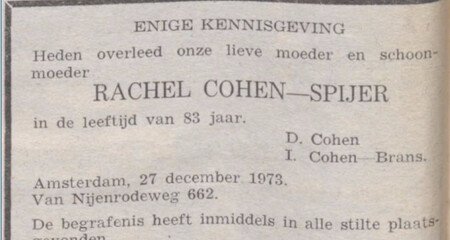 ENIGE KENNISGEVING
Heden overleed onze lieve moeder en schoon-
moeder
RACHEL COHEN—SPIJER
in de leeftijd van 83 jaar.
D. Cohen
I. Cohen—Brans.
Amsterdam, 27 december 1973.
Van Nijenrodeweg 662.
De begrafenis heeft inmiddels in alle stilte plaats-
gevonden